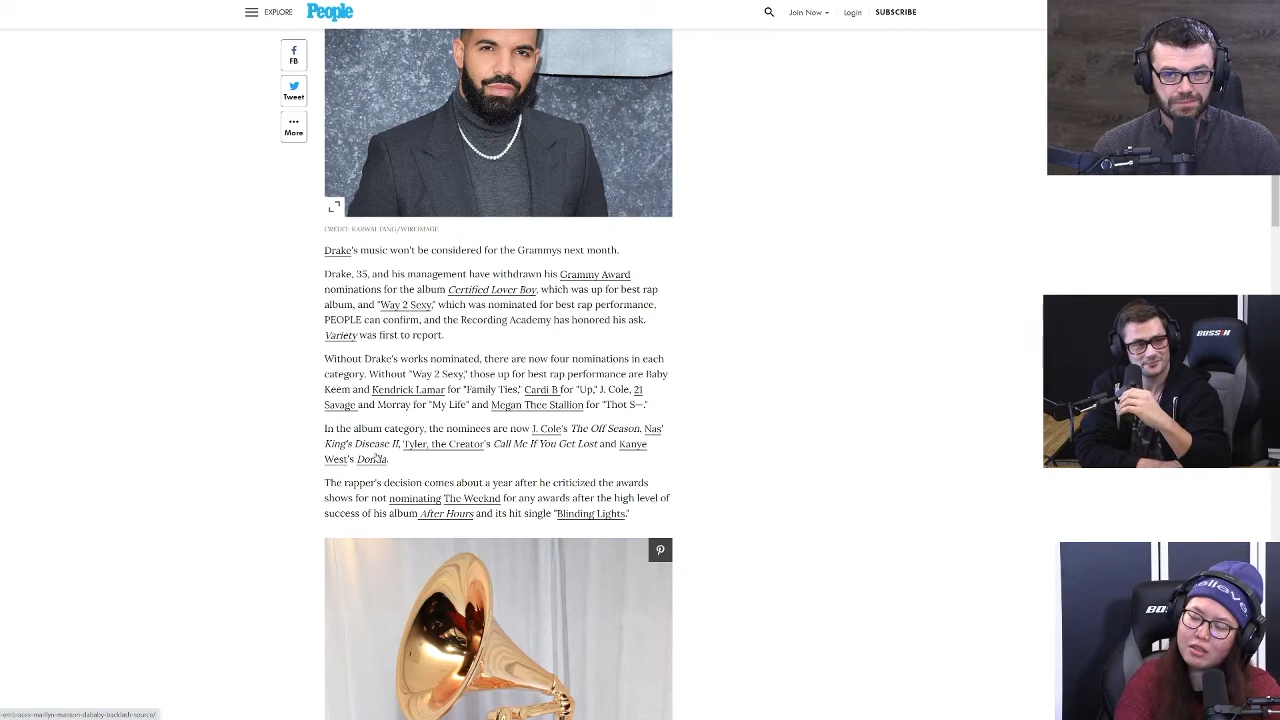 EXPLORE
People
Join Now
Login
SUBSCRIBE
FB
Tweet
More
CREDIT: KARWAI TANG/WIREIMAGE
Drake's music won't be considered for the Grammys next month.
Drake, 35, and his management have withdrawn his Grammy Award
nominations for the album Certified Lover Boy, which was up for best rap
album, and "Way 2 Sexy," which was nominated for best rap performance,
PEOPLE can confirm, and the Recording Academy has honored his ask.
Variety was first to report.
Without Drake's works nominated, there are now four nominations in each
category. Without "Way 2 Sexy," those up for best rap performance are Baby
Keem and Kendrick Lamar for "Family Ties," Cardi B for "Up," J. Cole, 21
Savage and Morray for "My Life" and Megan Thee Stallion for "Thot S—."
In the album category, the nominees are now J. Cole's The Off Season, Nas'
King's Disease II, Tyler, the Creator's Call Me If You Get Lost and Kanye
West's Donda.
The rapper's decision comes about a year after he criticized the awards
shows for not nominating The Weeknd for any awards after the high level of
success of his album After Hours and its hit single "Blinding Lights."
BOSSIN
believe
BO
-embraces-marilyn-manson-dababy-backlash-source/